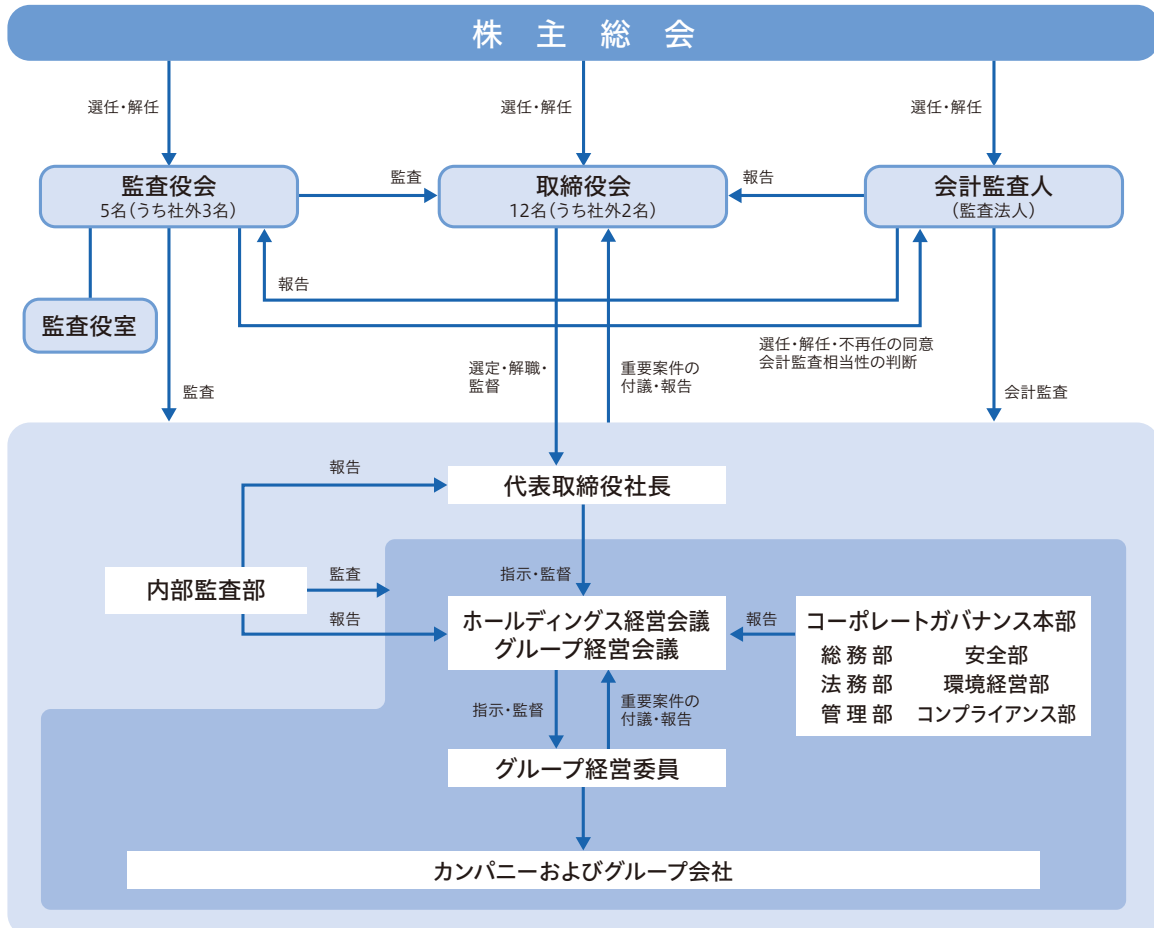 株主総会
選任・解任
選任・解任
選任・解任
監査役会
5名(うち社外3名)
監査
取締役会
12名(うち社外2名)
報告
会計監査人
(監査法人)
報告
監査役室
選任・解任・不再任の同意
会計監査相当性の判断
監査
選定・解職・
監督
重要案件の
付議・報告
会計監査
報告
代表取締役社長
内部監査部
監査
指示・監督
報告
ホールディングス経営会議
グループ経営会議
報告
コーポレートガバナンス本部
総務部 安全部
法務部 環境経営部
管理部 コンプライアンス部
指示・監督
重要案件の
付議・報告
グループ経営委員
カンパニーおよびグループ会社